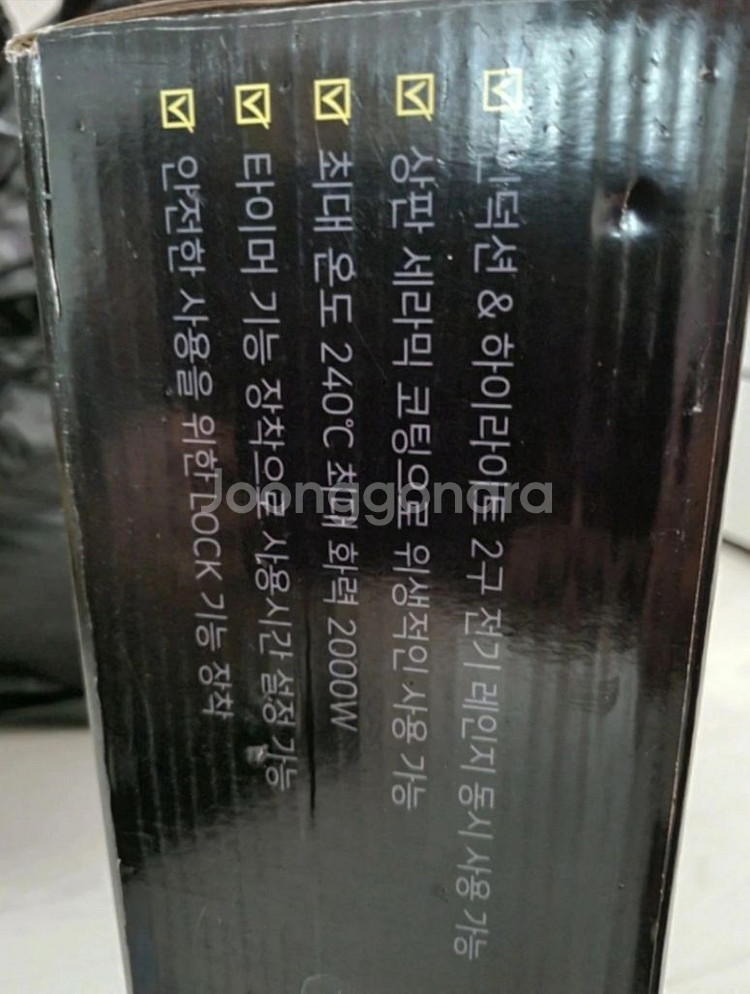 인덕션 & 하이라이트 2구 전기 레인지 동시 사용 가능
상판 세라믹 코팅으로 위생적인 사용 가능
최대 온도 240℃ 최대 화력 2000W
타이머 기능 장착으로 사용시간 설정 가능
안전한 사용을 위한 LOCK 기능 장착
Joonggonara